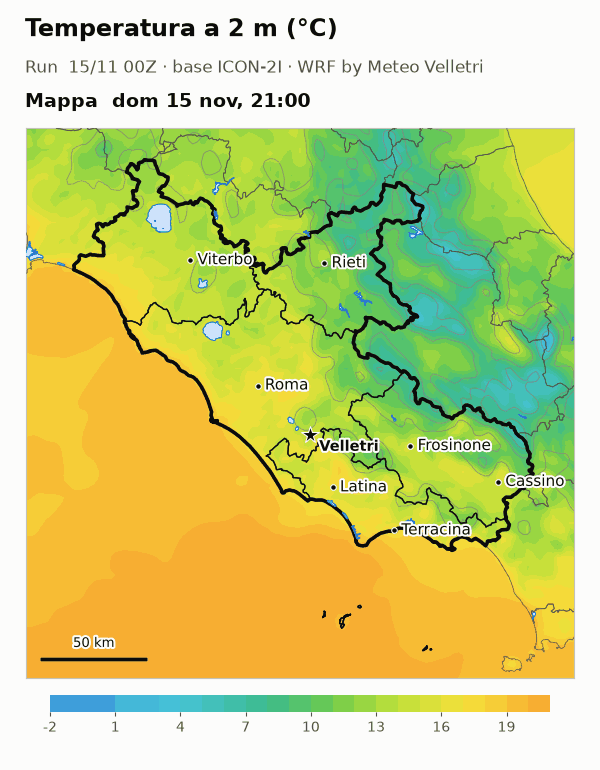 Temperatura a 2 m (°C)
Run  15/11 00Z · base ICON-2I · WRF by Meteo Velletri
Mappa  dom 15 nov, 21:00
Viterbo
Rieti
Roma
Velletri
Frosinone
Latina
Cassino
Terracina
50 km
-2 1 4 7 10 13 16 19